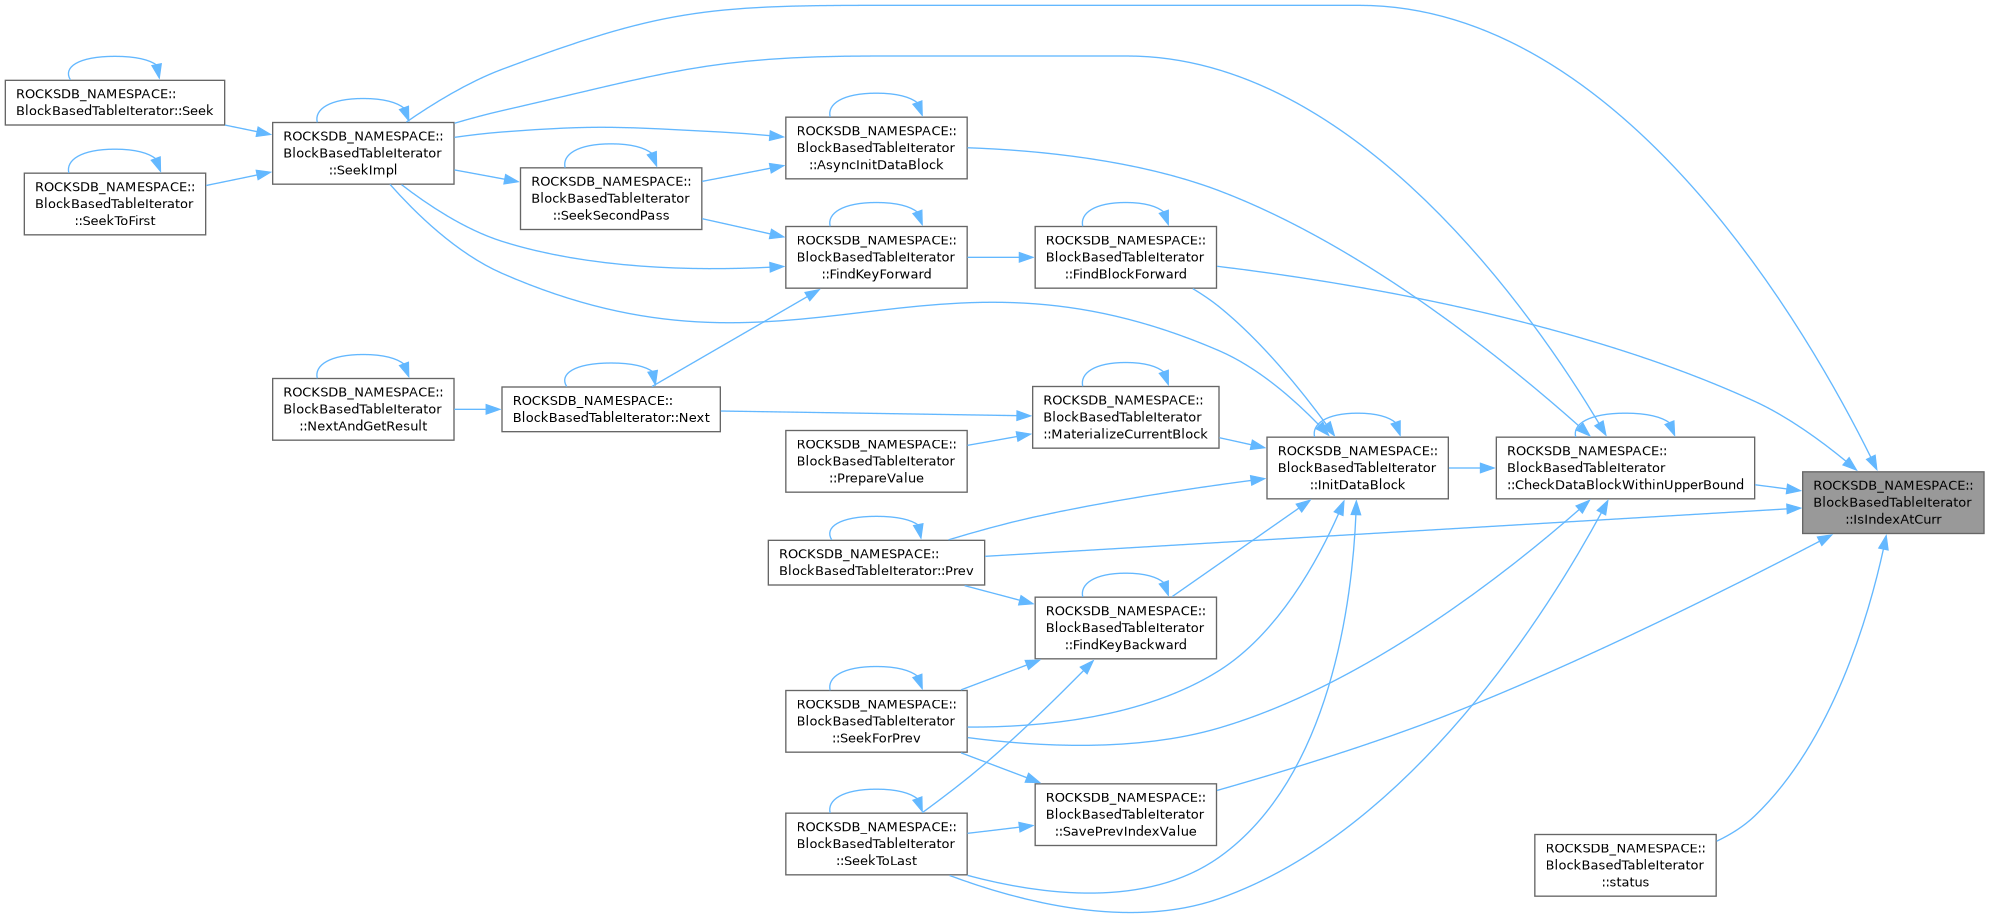 ROCKSDB_NAMESPACE::
BlockBasedTableIterator::Seek
ROCKSDB_NAMESPACE::
BlockBasedTableIterator
::SeekToFirst
ROCKSDB_NAMESPACE::
BlockBasedTableIterator
::SeekImpl
ROCKSDB_NAMESPACE::
BlockBasedTableIterator
::NextAndGetResult
ROCKSDB_NAMESPACE::
BlockBasedTableIterator
::SeekSecondPass
ROCKSDB_NAMESPACE::
BlockBasedTableIterator::Next
ROCKSDB_NAMESPACE::
BlockBasedTableIterator
::AsyncInitDataBlock
ROCKSDB_NAMESPACE::
BlockBasedTableIterator
::FindKeyForward
ROCKSDB_NAMESPACE::
BlockBasedTableIterator
::PrepareValue
ROCKSDB_NAMESPACE::
BlockBasedTableIterator::Prev
ROCKSDB_NAMESPACE::
BlockBasedTableIterator
::SeekForPrev
ROCKSDB_NAMESPACE::
BlockBasedTableIterator
::SeekToLast
ROCKSDB_NAMESPACE::
BlockBasedTableIterator
::FindBlockForward
ROCKSDB_NAMESPACE::
BlockBasedTableIterator
::MaterializeCurrentBlock
ROCKSDB_NAMESPACE::
BlockBasedTableIterator
::FindKeyBackward
ROCKSDB_NAMESPACE::
BlockBasedTableIterator
::SavePrevIndexValue
ROCKSDB_NAMESPACE::
BlockBasedTableIterator
::InitDataBlock
ROCKSDB_NAMESPACE::
BlockBasedTableIterator
::CheckDataBlockWithinUpperBound
ROCKSDB_NAMESPACE::
BlockBasedTableIterator
::status
ROCKSDB_NAMESPACE::
BlockBasedTableIterator
::IsIndexAtCurr